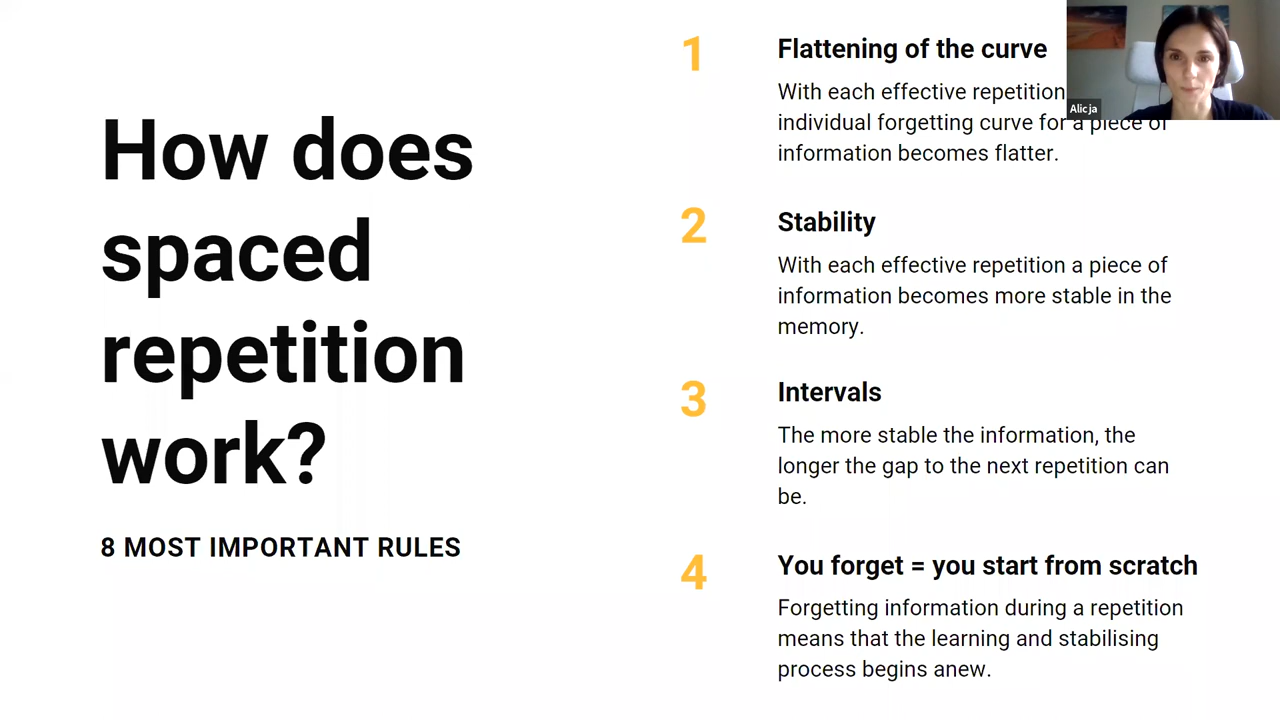 How does
spaced
repetition
work?
8 MOST IMPORTANT RULES
1
Flattening of the curve
With each effective repetition
individual forgetting curve for a piece of
information becomes flatter.
2
Stability
With each effective repetition a piece of
information becomes more stable in the
memory.
3
Intervals
The more stable the information, the
longer the gap to the next repetition can
be.
4
You forget = you start from scratch
Forgetting information during a repetition
means that the learning and stabilising
process begins anew.
Alicja